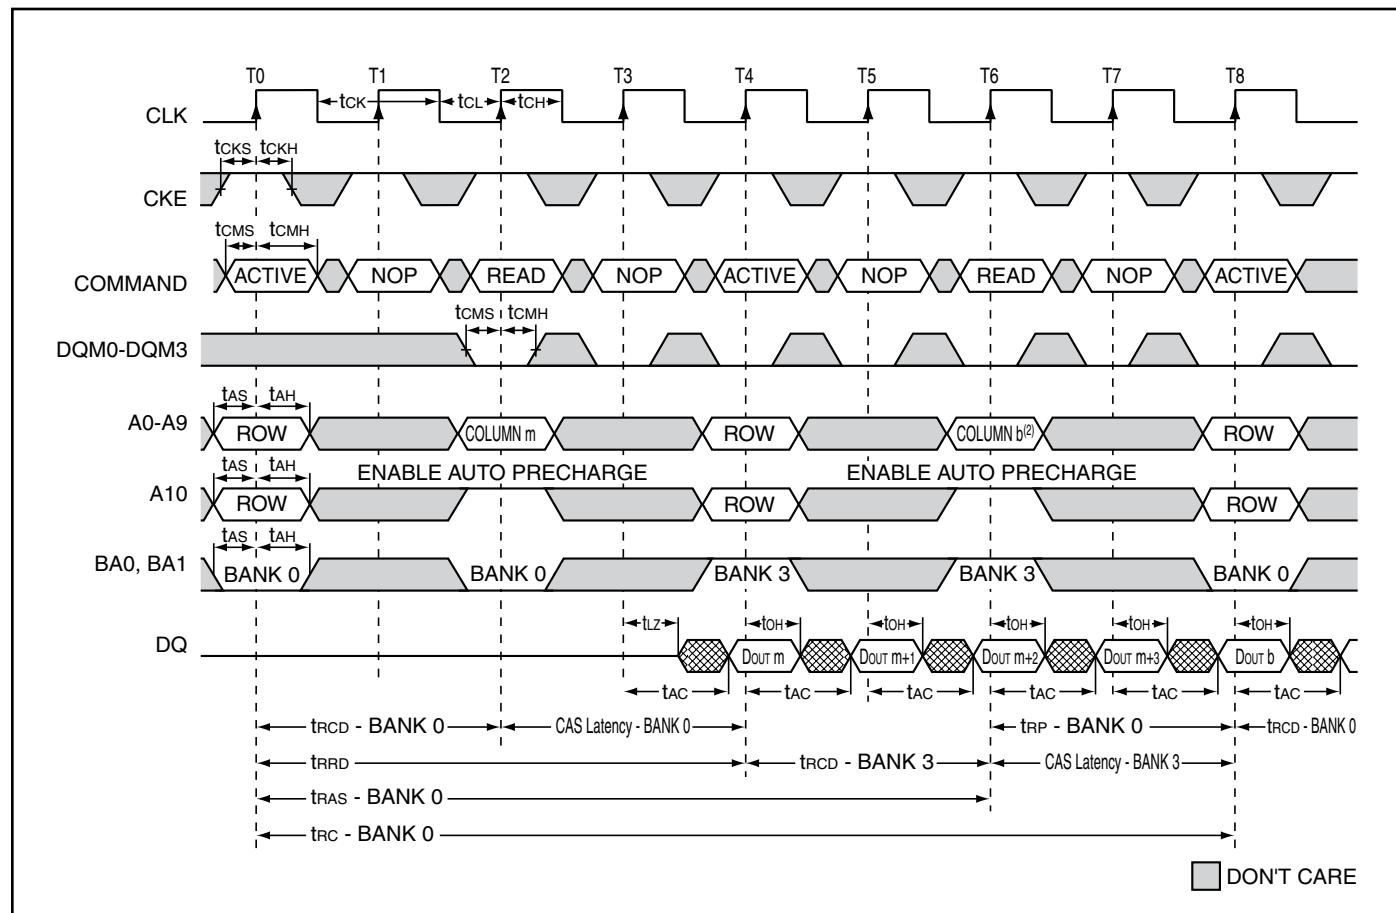 T0 T1 T2 T3 T4 T5 T6 T7 T8
CLK tCK tCL tCH
tCKS tCKH
CKE
tCMS tCMH
COMMAND ACTIVE NOP READ NOP ACTIVE NOP READ NOP ACTIVE
tCMS tCMH
DQM0-DQM3
tAS tAH
A0-A9 ROW COLUMN m ROW COLUMN b(2) ROW
tAS tAH ENABLE AUTO PRECHARGE ENABLE AUTO PRECHARGE
A10 ROW ROW ROW
tAS tAH
BA0, BA1 BANK 0 BANK 0 BANK 3 BANK 3 BANK 0
tLZ tOH tOH tOH tOH tOH
DQ DOUT m DOUT m+1 DOUT m+2 DOUT m+3 DOUT b
tAC tAC tAC tAC tAC tAC
tRCD - BANK 0 CAS Latency - BANK 0 tRP - BANK 0 tRCD - BANK 0
tRRD tRCD - BANK 3 CAS Latency - BANK 3
tRAS - BANK 0
tRC - BANK 0
DON'T CARE